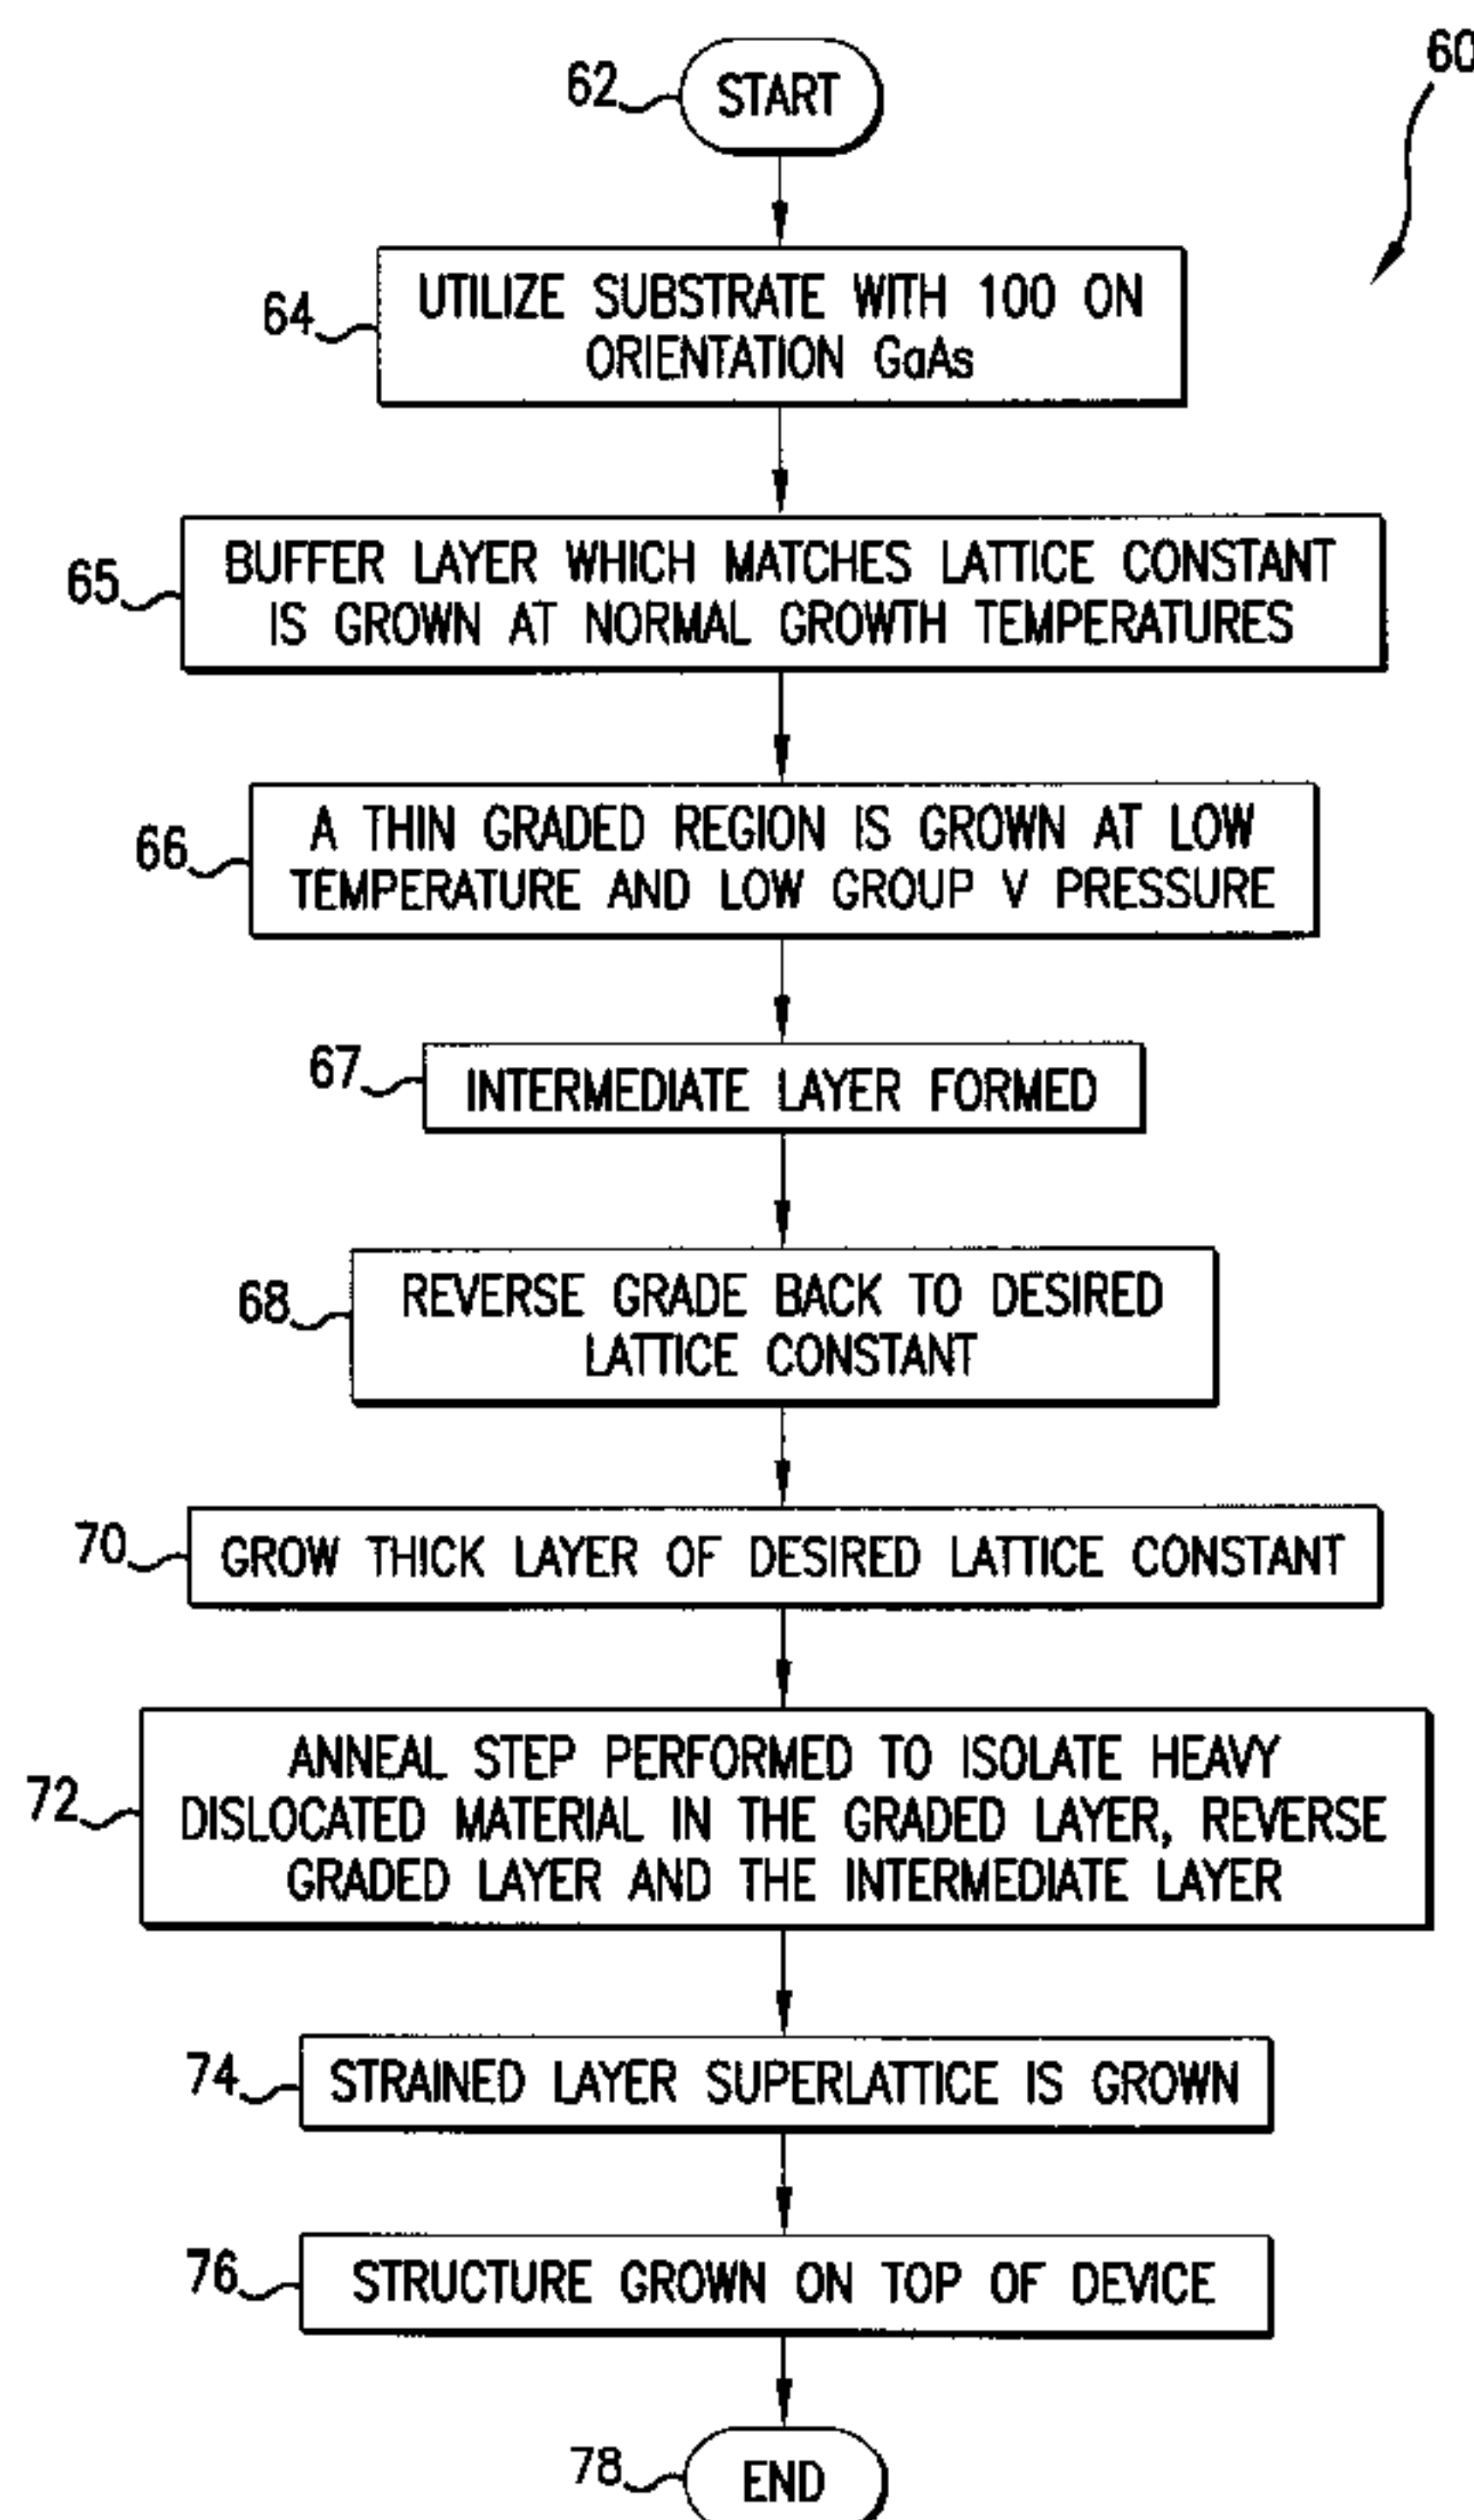 60
62 START
64 UTILIZE SUBSTRATE WITH 100 ON
ORIENTATION GaAs
65 BUFFER LAYER WHICH MATCHES LATTICE CONSTANT
IS GROWN AT NORMAL GROWTH TEMPERATURES
66 A THIN GRADED REGION IS GROWN AT LOW
TEMPERATURE AND LOW GROUP V PRESSURE
67 INTERMEDIATE LAYER FORMED
68 REVERSE GRADE BACK TO DESIRED
LATTICE CONSTANT
70 GROW THICK LAYER OF DESIRED LATTICE CONSTANT
72 ANNEAL STEP PERFORMED TO ISOLATE HEAVY
DISLOCATED MATERIAL IN THE GRADED LAYER, REVERSE
GRADED LAYER AND THE INTERMEDIATE LAYER
74 STRAINED LAYER SUPERLATTICE IS GROWN
76 STRUCTURE GROWN ON TOP OF DEVICE
78 END